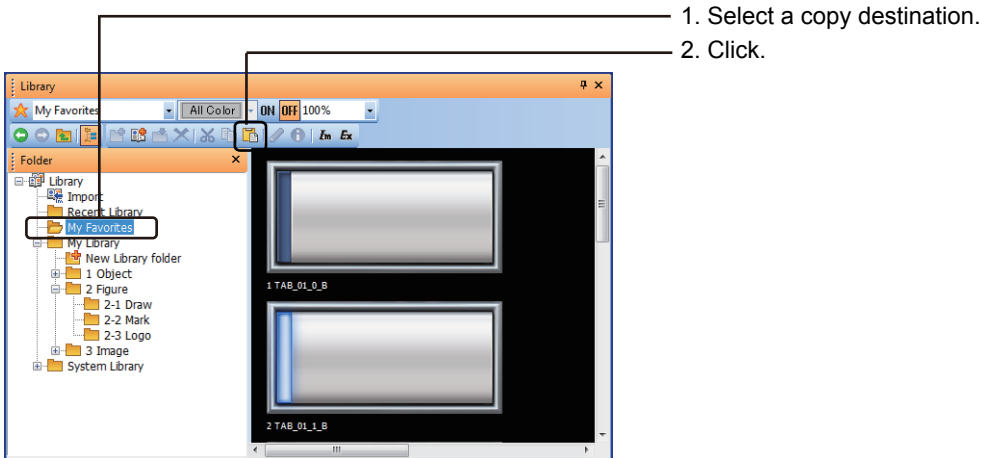 1. Select a copy destination.
2. Click.
Library
My Favorites All Color ON OFF 100%
Im Ex
Folder
Library
Import
Recent Library
My Favorites
My Library
New Library folder
1 Object
2 Figure
2-1 Draw
2-2 Mark
2-3 Logo
3 Image
System Library
1 TAB_01_0_B
2 TAB_01_1_B